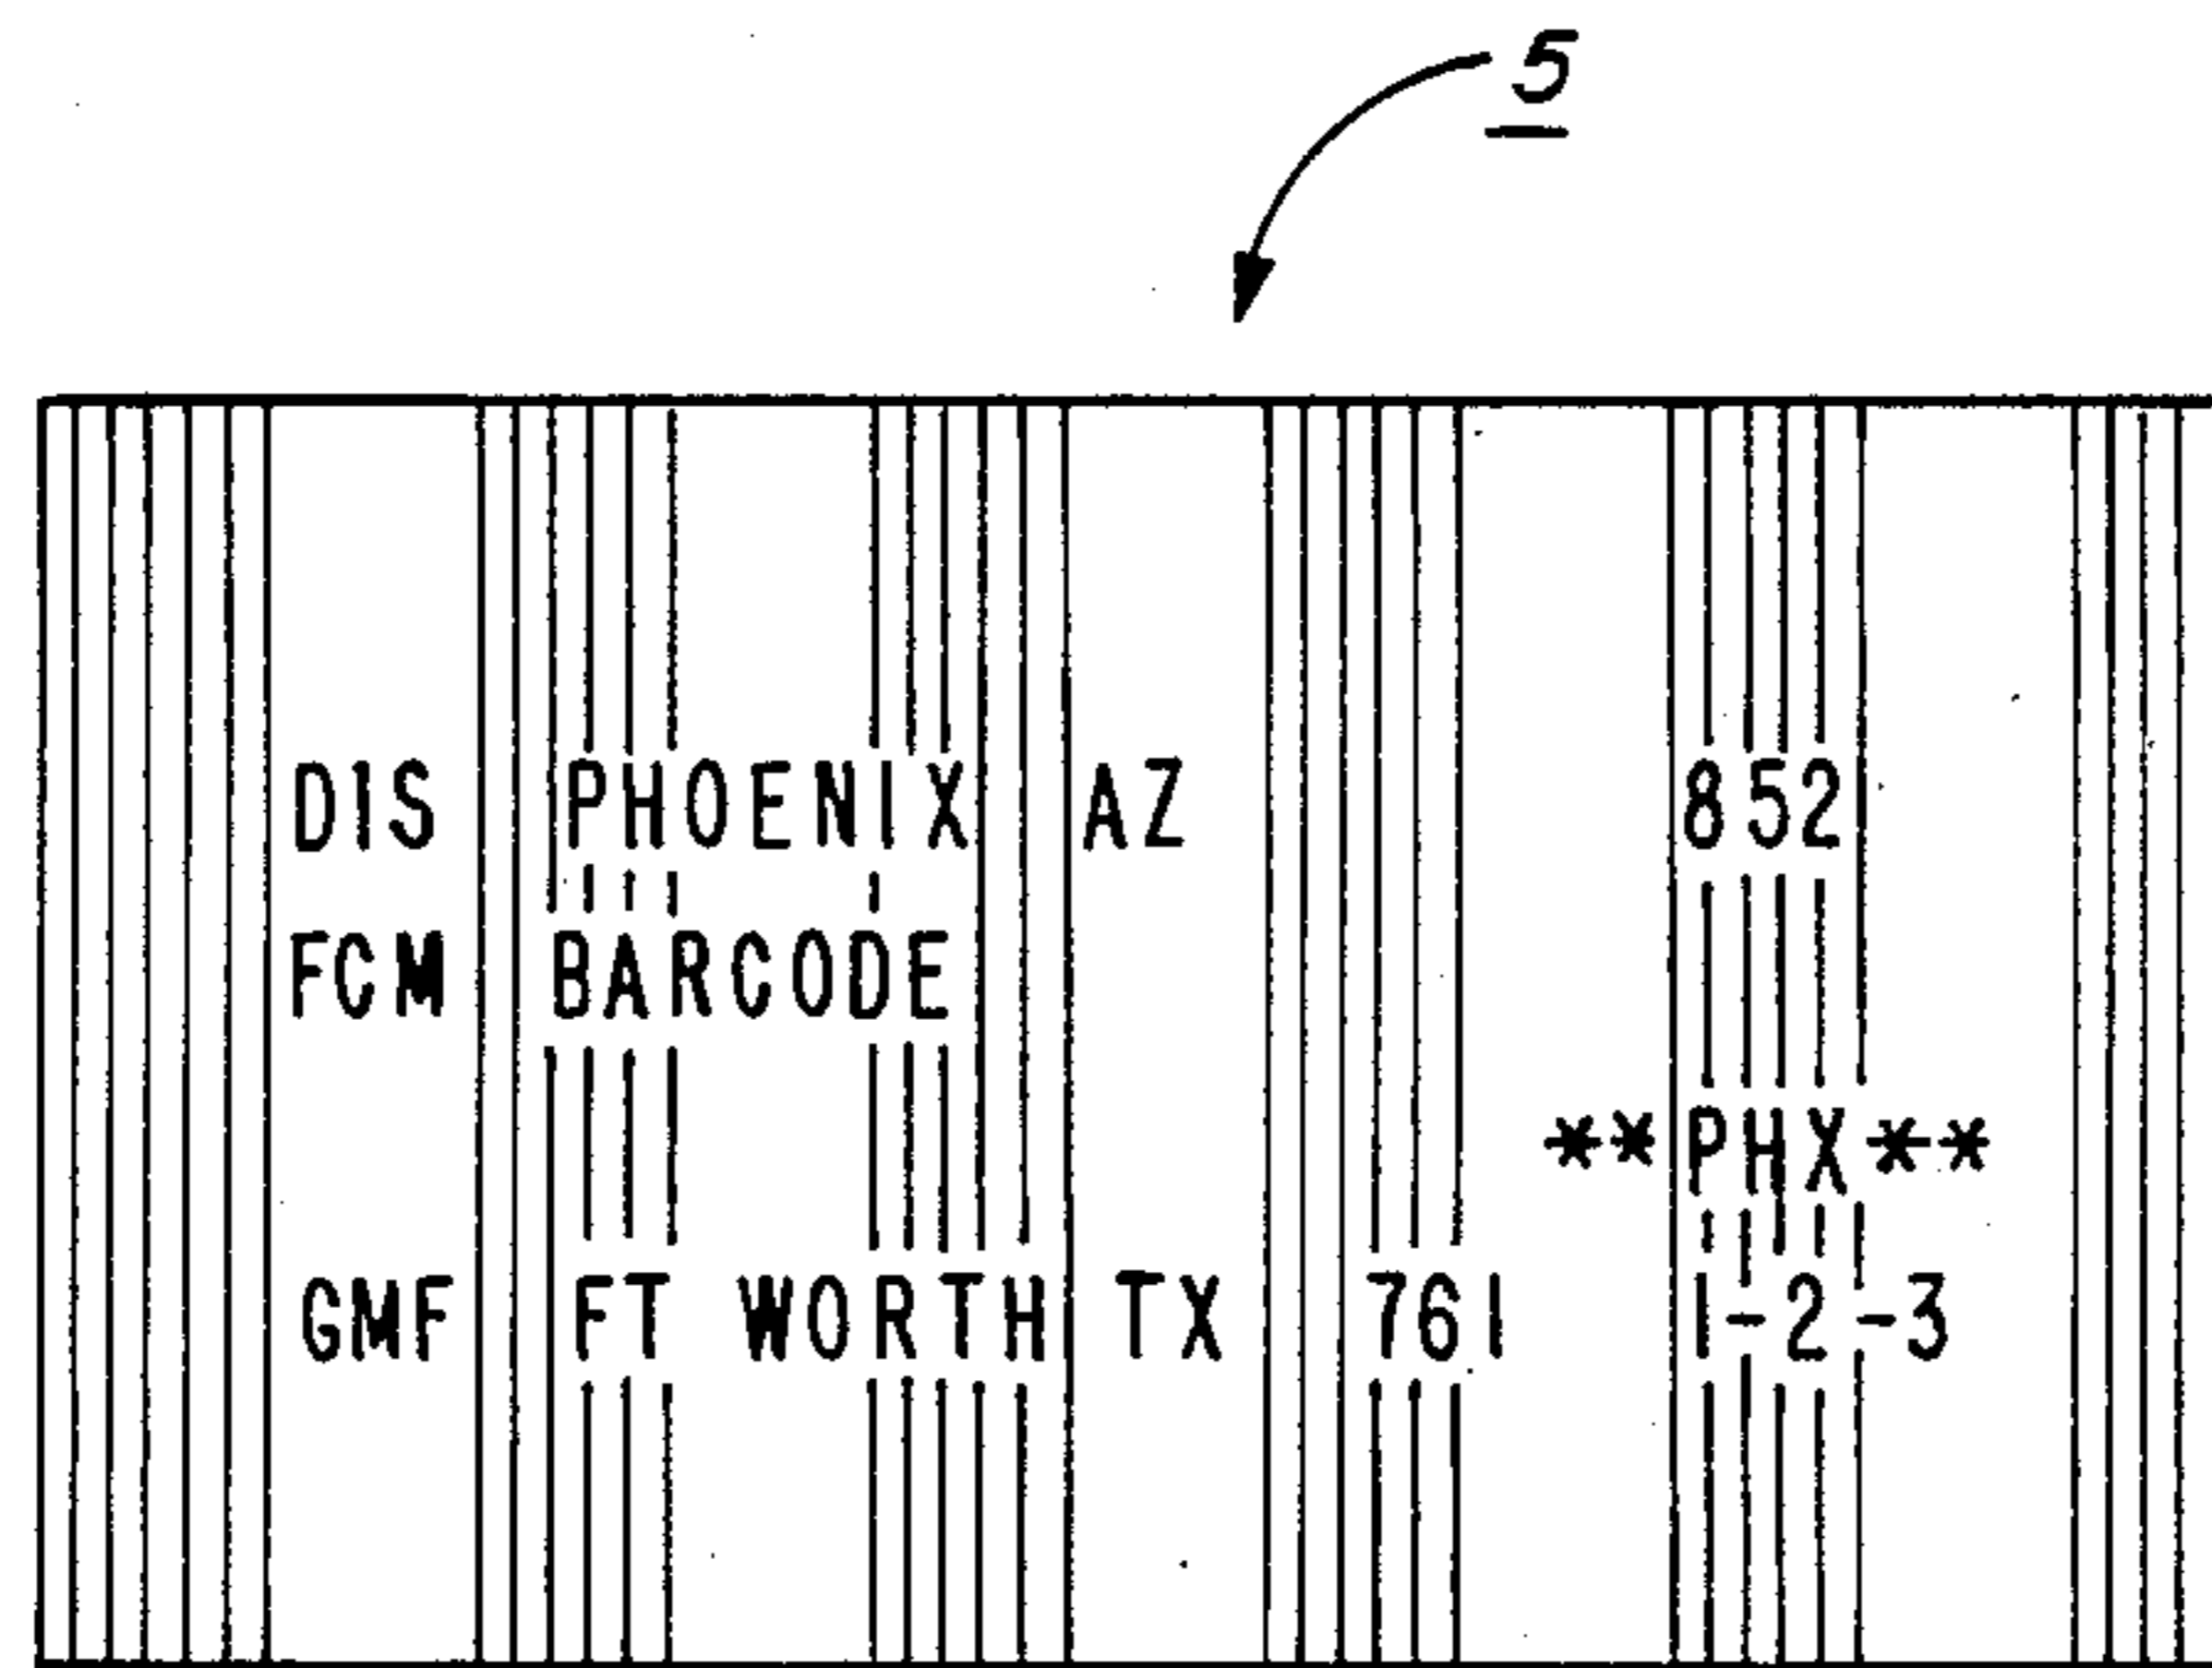 5
DIS PHOENIX AZ 852
FCM BARCODE
**PHX**
GMF FT WORTH TX 761 1-2-3